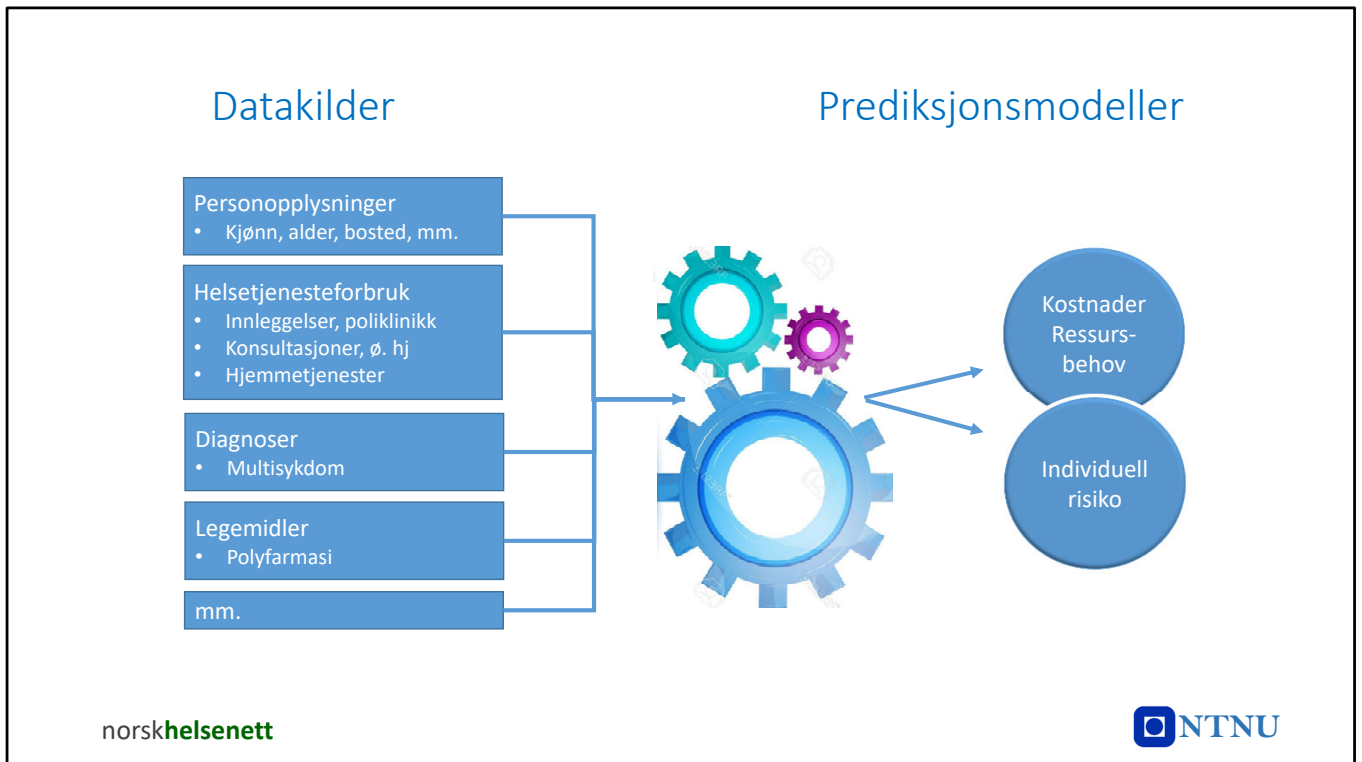 Datakilder
Prediksjonsmodeller
Personopplysninger
• Kjønn, alder, bosted, mm.
Helsetjenesteforbruk
• Innleggelser, poliklinikk
• Konsultasjoner, ø. hj
• Hjemmetjenester
Diagnoser
• Multisykdom
Legemidler
• Polyfarmasi
mm.
Kostnader
Ressurs-
behov
Individuell
risiko
norskhelsenett
NTNU